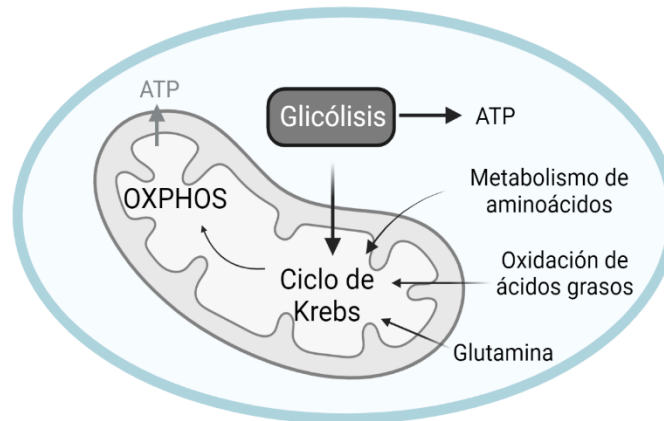 ATP
Glicólisis
ATP
OXPHOS
Metabolismo de
aminoácidos
Ciclo de
Krebs
Oxidación de
ácidos grasos
Glutamina